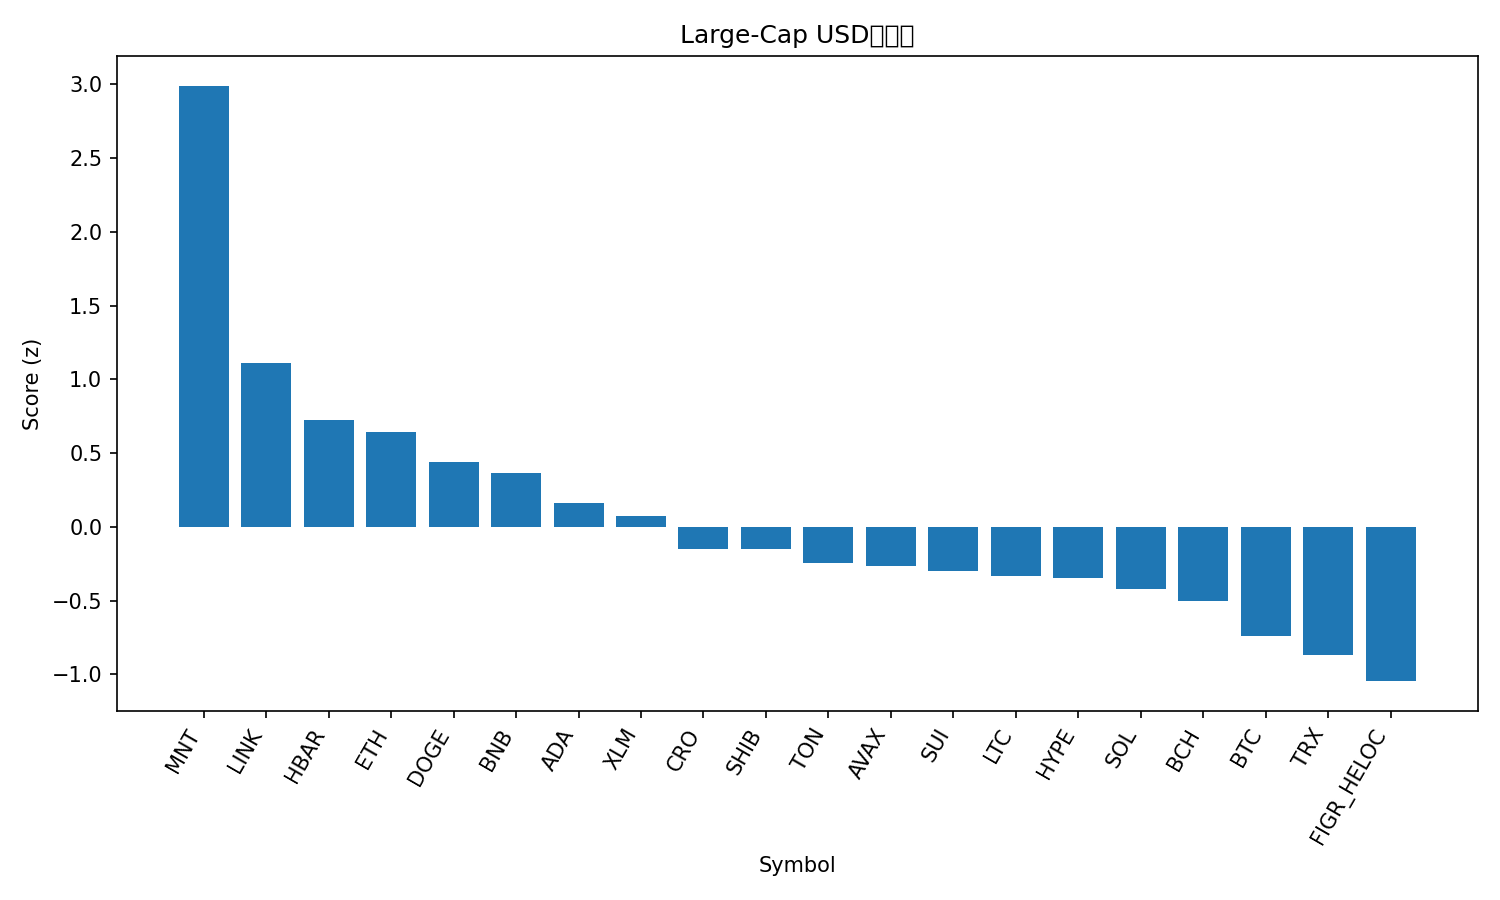 Large-Cap USD
3.0
2.5
2.0
1.5
1.0
0.5
0.0
−0.5
−1.0
Score (z)
MNT
LINK
HBAR
ETH
DOGE
BNB
ADA
XLM
CRO
SHIB
TON
AVAX
SUI
LTC
HYPE
SOL
BCH
BTC
TRX
FIGR_HELOC
Symbol